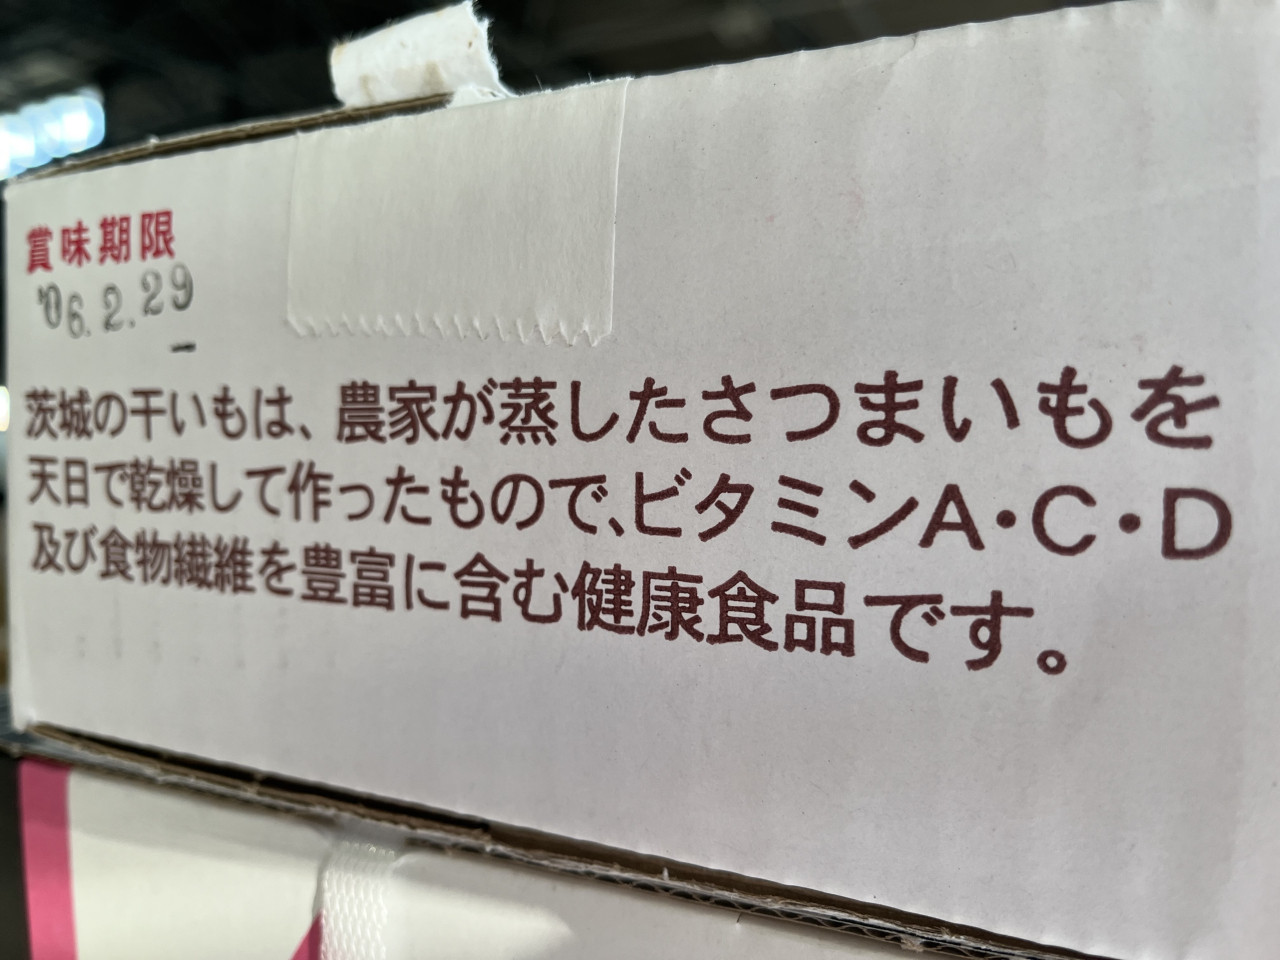 賞味期限
'06.2.29
茨城の干いもは、農家が蒸したさつまいもを
天日で乾燥して作ったもので、ビタミンA・C・D
及び食物繊維を豊富に含む健康食品です。